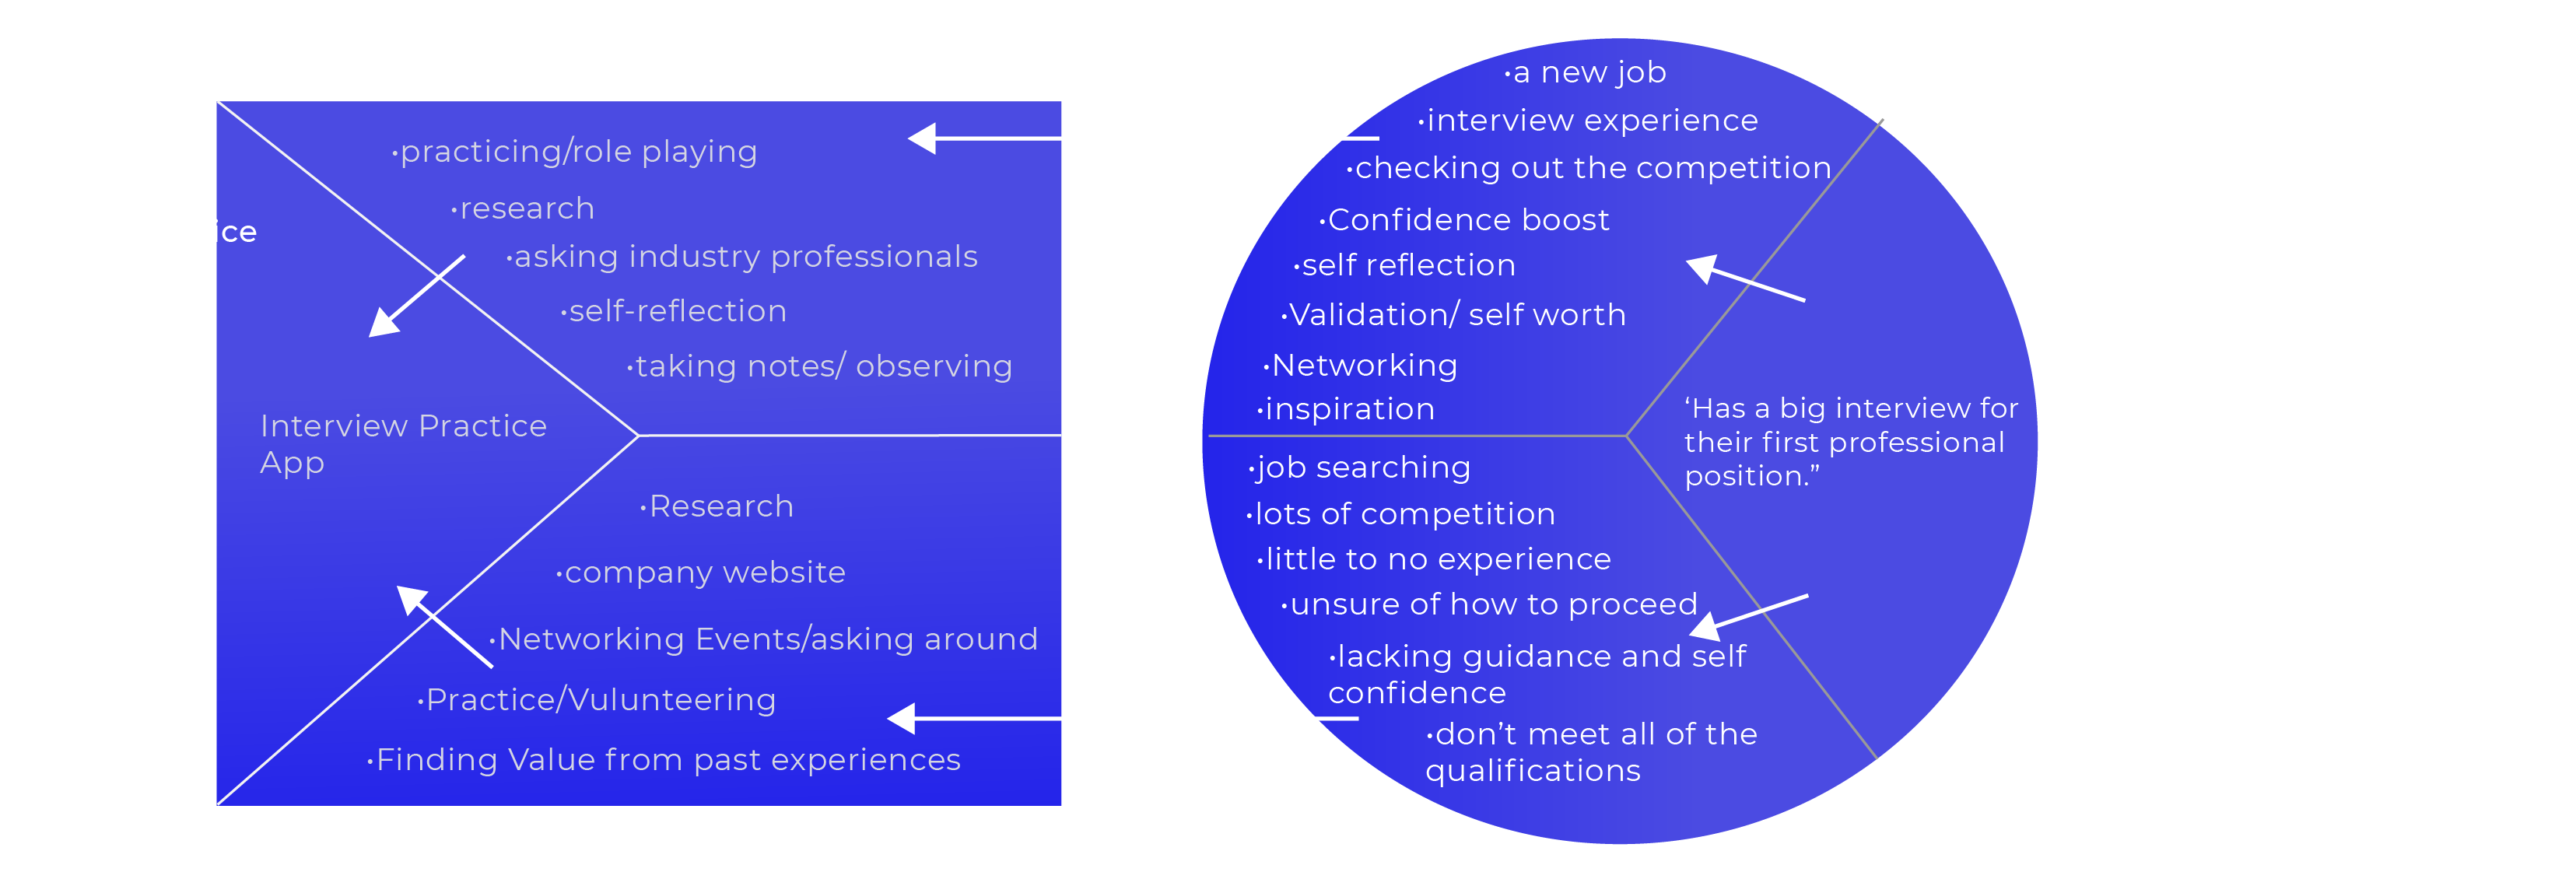 •practicing/role playing
•research
ice
•asking industry professionals
•self-reflection
•taking notes/ observing
Interview Practice
App
•Research
•company website
•Networking Events/asking around
•Practice/Vulunteering
•Finding Value from past experiences
•a new job
•interview experience
•checking out the competition
•Confidence boost
•self reflection
•Validation/ self worth
•Networking
•inspiration
‘Has a big interview for
their first professional
position.”
•job searching
•lots of competition
•little to no experience
•unsure of how to proceed
•lacking guidance and self
confidence
•don’t meet all of the
qualifications